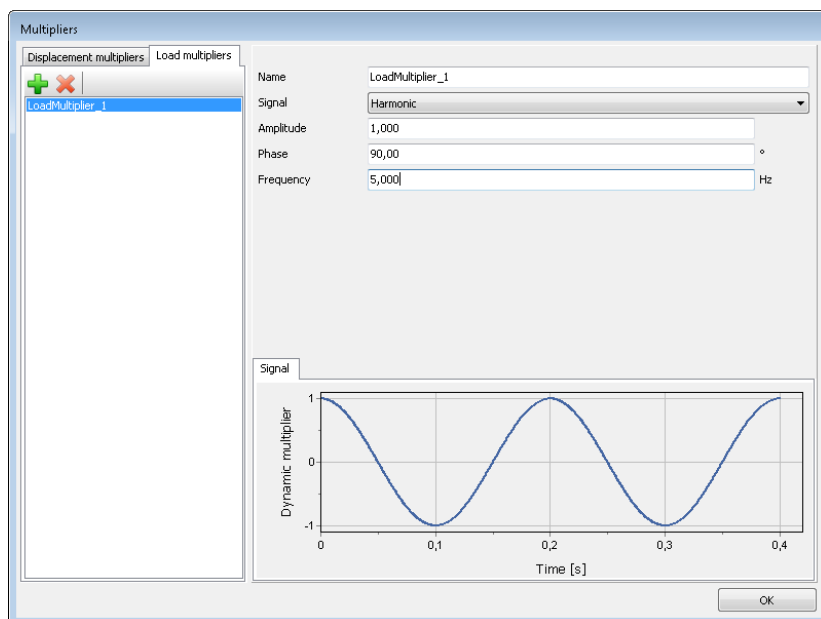 Multipliers
Displacement multipliers
Load multipliers
LoadMultiplier_1
Name
LoadMultiplier_1
Signal
Harmonic
Amplitude
1,000
Phase
90,00
°
Frequency
5,000
Hz
Signal
Dynamic multiplier
1
0
-1
0
0,1
0,2
0,3
0,4
Time [s]
OK